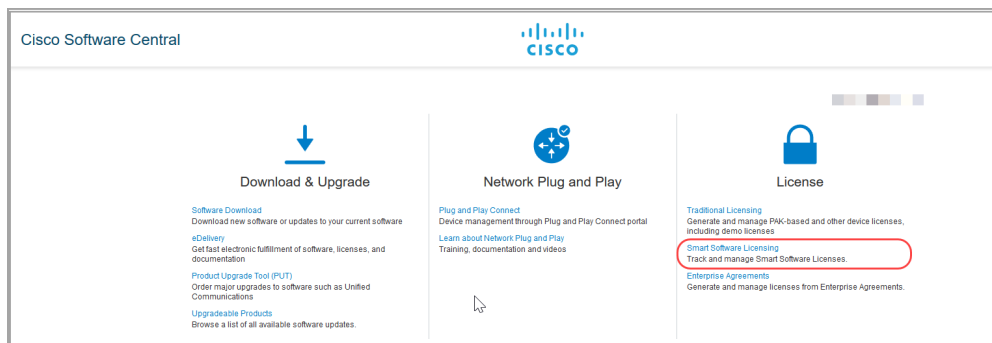 Cisco Software Central
CISCO
Download & Upgrade
Software Download
Download new software or updates to your current software
eDelivery
Get fast electronic fulfillment of software, licenses, and
documentation
Product Upgrade Tool (PUT)
Order major upgrades to software such as Unified
Communications
Upgradeable Products
Browse a list of all available software updates.
Network Plug and Play
Plug and Play Connect
Device management through Plug and Play Connect portal
Learn about Network Plug and Play
Training, documentation and videos
License
Traditional Licensing
Generate and manage PAK-based and other device licenses,
including demo licenses
Smart Software Licensing
Track and manage Smart Software Licenses.
Enterprise Agreements
Generate and manage licenses from Enterprise Agreements.